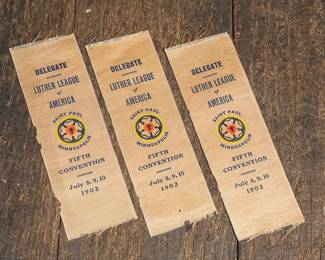 DELEGATE
LUTHER LEAGUE
of
AMERICA
SAINT PAUL
MINNEAPOLIS
FIFTH
CONVENTION
July 8, 9, 10
1902
DELEGATE
LUTHER LEAGUE
of
AMERICA
SAINT PAUL
MINNEAPOLIS
FIFTH
CONVENTION
July 8, 9, 10
1902
DELEGATE
LUTHER LEAGUE
of
AMERICA
SAINT PAUL
MINNEAPOLIS
FIFTH
CONVENTION
July 8, 9, 10
1902